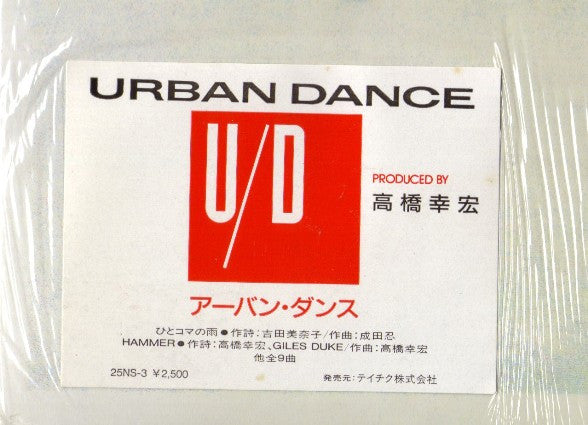 URBAN DANCE
U/D
PRODUCED BY
高橋幸宏
アーバン・ダンス
ひとコマの雨●作詩:吉田美奈子/作曲:成田忍
HAMMER●作詩:高橋幸宏、GILES DUKE/作曲:高橋幸宏
他全9曲
25NS-3 ¥2,500
発売元:テイチク株式会社